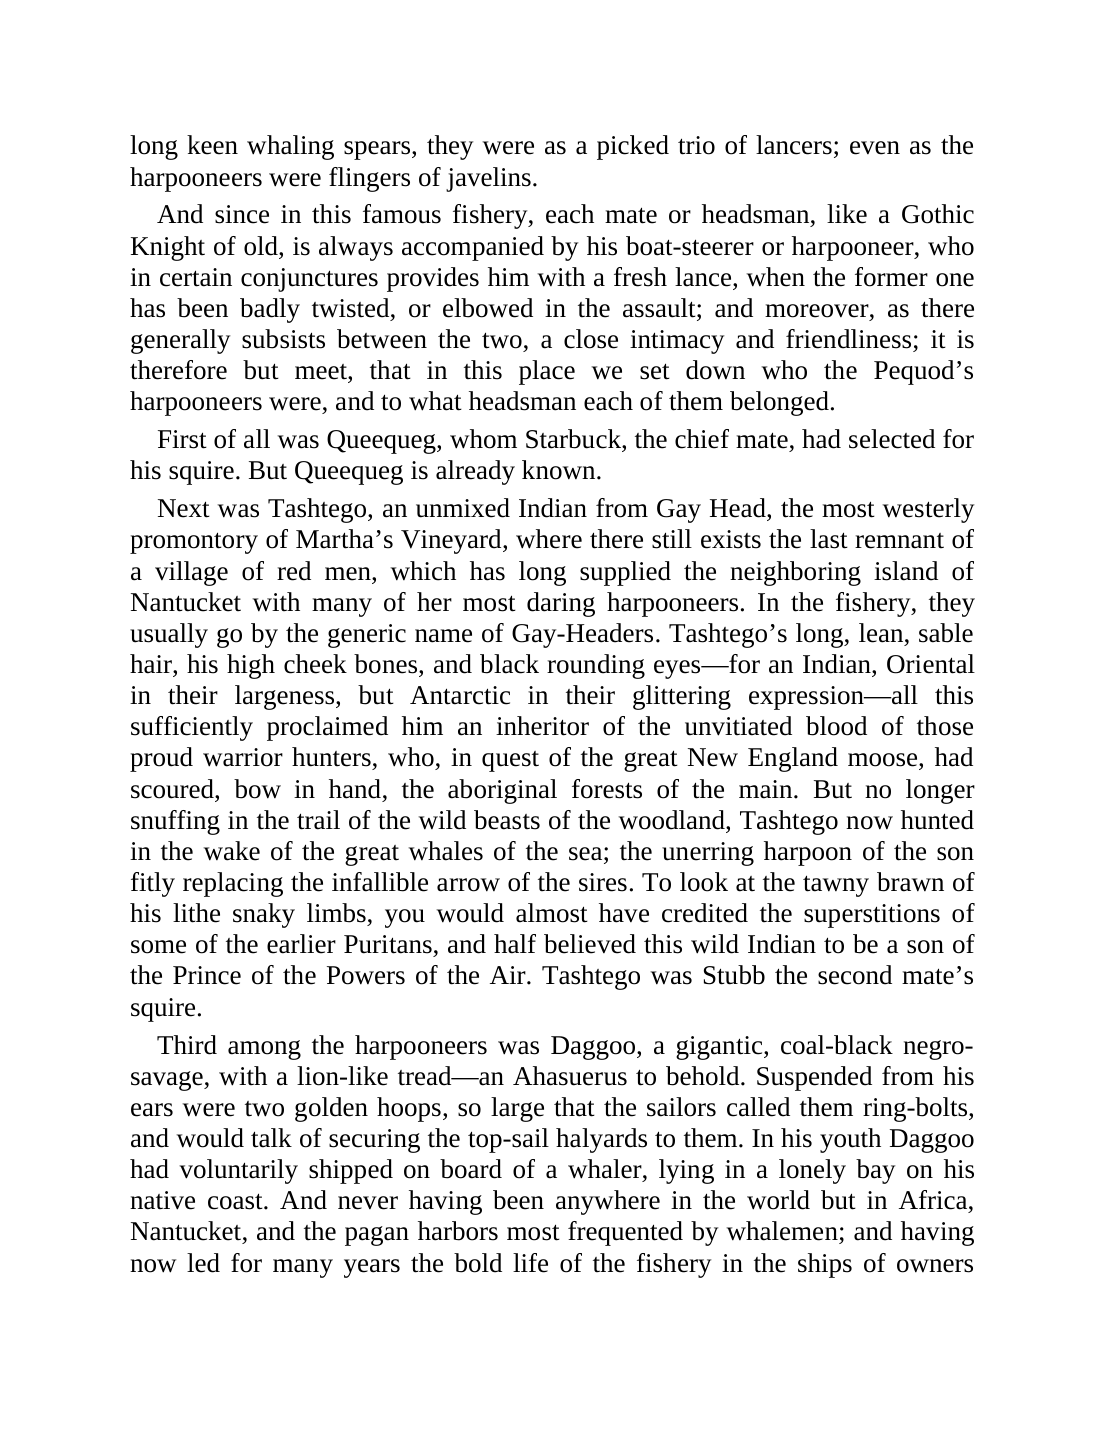 long keen whaling spears, they were as a picked trio of lancers; even as the
harpooneers were flingers of javelins.
And since in this famous fishery, each mate or headsman, like a Gothic
Knight of old, is always accompanied by his boat-steerer or harpooneer, who
in certain conjunctures provides him with a fresh lance, when the former one
has been badly twisted, or elbowed in the assault; and moreover, as there
generally subsists between the two, a close intimacy and friendliness; it is
therefore but meet, that in this place we set down who the Pequod’s
harpooneers were, and to what headsman each of them belonged.
First of all was Queequeg, whom Starbuck, the chief mate, had selected for
his squire. But Queequeg is already known.
Next was Tashtego, an unmixed Indian from Gay Head, the most westerly
promontory of Martha’s Vineyard, where there still exists the last remnant of
a village of red men, which has long supplied the neighboring island of
Nantucket with many of her most daring harpooneers. In the fishery, they
usually go by the generic name of Gay-Headers. Tashtego’s long, lean, sable
hair, his high cheek bones, and black rounding eyes—for an Indian, Oriental
in their largeness, but Antarctic in their glittering expression—all this
sufficiently proclaimed him an inheritor of the unvitiated blood of those
proud warrior hunters, who, in quest of the great New England moose, had
scoured, bow in hand, the aboriginal forests of the main. But no longer
snuffing in the trail of the wild beasts of the woodland, Tashtego now hunted
in the wake of the great whales of the sea; the unerring harpoon of the son
fitly replacing the infallible arrow of the sires. To look at the tawny brawn of
his lithe snaky limbs, you would almost have credited the superstitions of
some of the earlier Puritans, and half believed this wild Indian to be a son of
the Prince of the Powers of the Air. Tashtego was Stubb the second mate’s
squire.
Third among the harpooneers was Daggoo, a gigantic, coal-black negro-
savage, with a lion-like tread—an Ahasuerus to behold. Suspended from his
ears were two golden hoops, so large that the sailors called them ring-bolts,
and would talk of securing the top-sail halyards to them. In his youth Daggoo
had voluntarily shipped on board of a whaler, lying in a lonely bay on his
native coast. And never having been anywhere in the world but in Africa,
Nantucket, and the pagan harbors most frequented by whalemen; and having
now led for many years the bold life of the fishery in the ships of owners